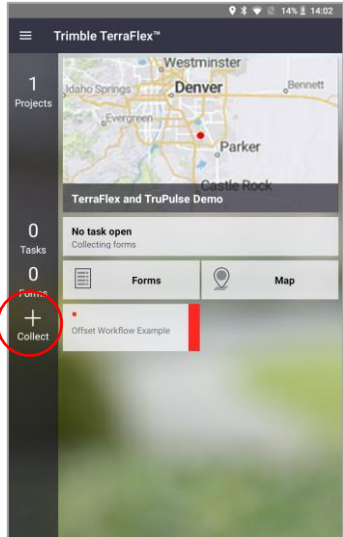 14% 14:02
Trimble TerraFlex™
1
Projects
Westminster
Idaho Springs
Denver
Bennett
Evergreen
Parker
Castle Rock
TerraFlex and TruPulse Demo
0
Tasks
No task open
Collecting forms
0
Forms
Forms
Map
+
Collect
*
Offset Workflow Example